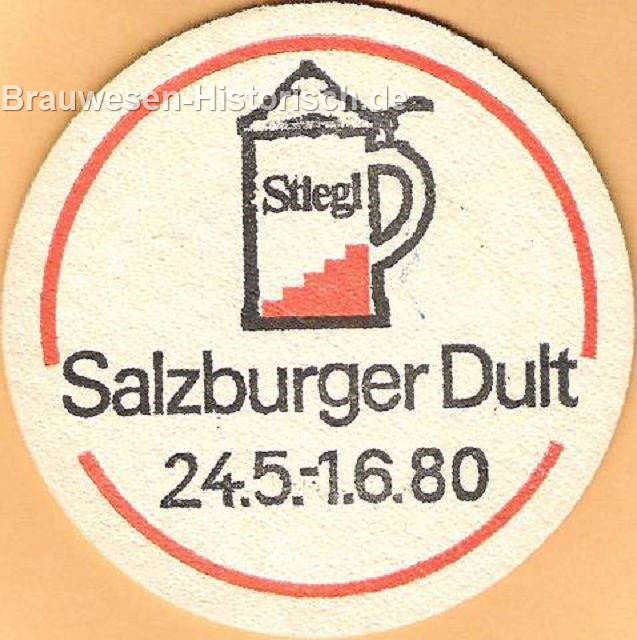 Brauwesen-Historisch.de
Stiegl
Salzburger Dult
24.5.-1.6.80